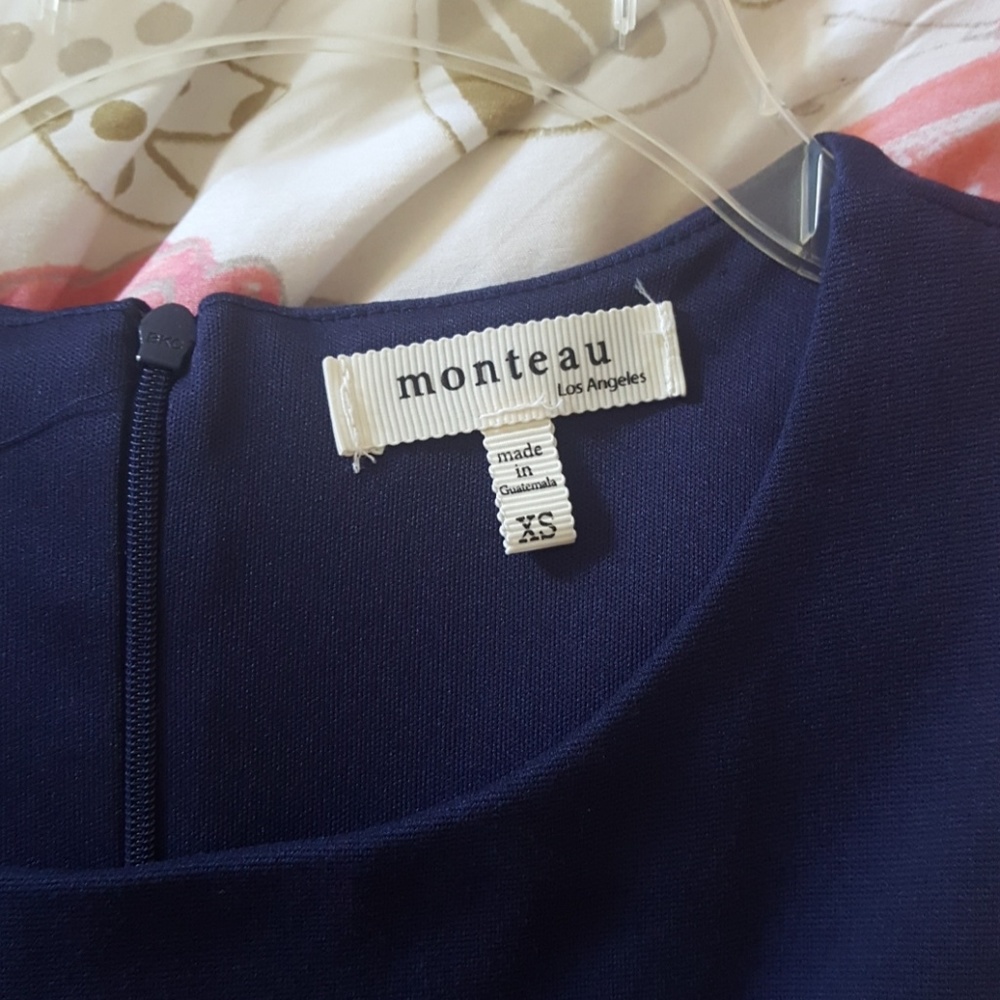 monteau
Los Angeles
made
in
Guatemala
XS